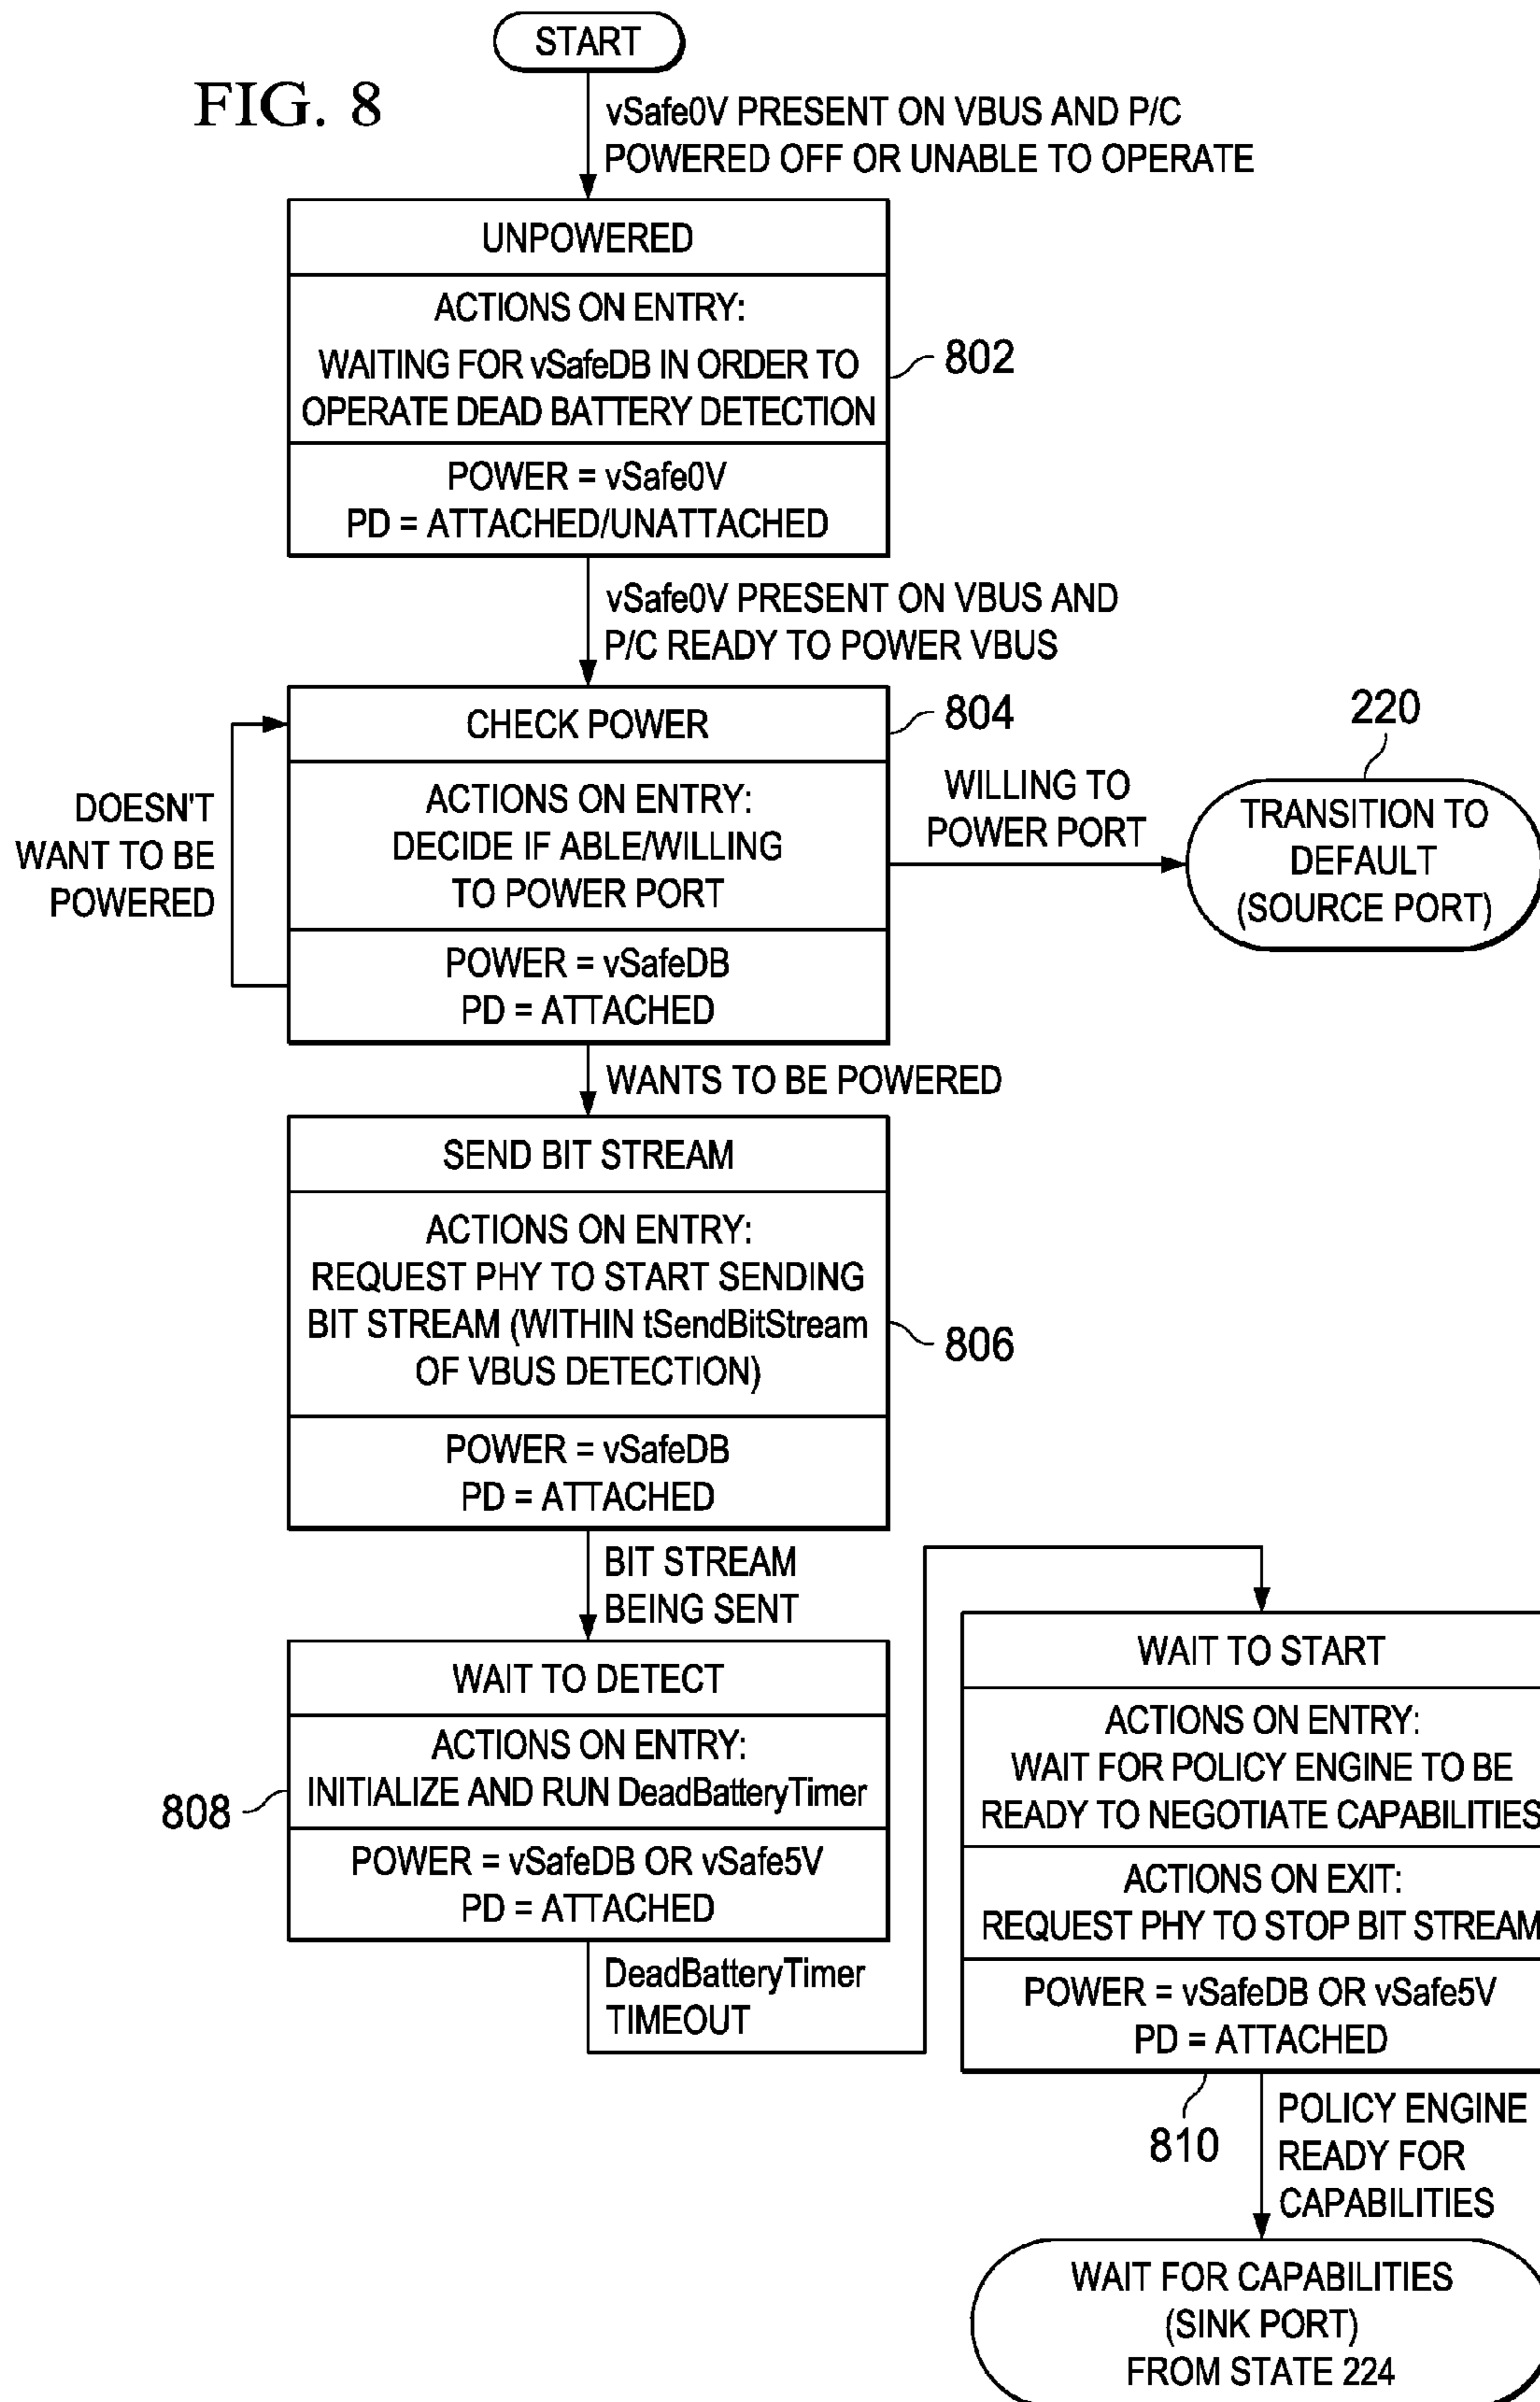 FIG. 8
START
vSafe0V PRESENT ON VBUS AND P/C
POWERED OFF OR UNABLE TO OPERATE
UNPOWERED
ACTIONS ON ENTRY:
WAITING FOR vSafeDB IN ORDER TO
OPERATE DEAD BATTERY DETECTION
802
POWER = vSafe0V
PD = ATTACHED/UNATTACHED
vSafe0V PRESENT ON VBUS AND
P/C READY TO POWER VBUS
CHECK POWER
804
ACTIONS ON ENTRY:
DECIDE IF ABLE/WILLING
TO POWER PORT
POWER = vSafeDB
PD = ATTACHED
DOESN'T
WANT TO BE
POWERED
WILLING TO
POWER PORT
220
TRANSITION TO
DEFAULT
(SOURCE PORT)
WANTS TO BE POWERED
SEND BIT STREAM
ACTIONS ON ENTRY:
REQUEST PHY TO START SENDING
BIT STREAM (WITHIN tSendBitStream
OF VBUS DETECTION)
806
POWER = vSafeDB
PD = ATTACHED
BIT STREAM
BEING SENT
WAIT TO DETECT
ACTIONS ON ENTRY:
INITIALIZE AND RUN DeadBatteryTimer
808
POWER = vSafeDB OR vSafe5V
PD = ATTACHED
DeadBatteryTimer
TIMEOUT
WAIT TO START
ACTIONS ON ENTRY:
WAIT FOR POLICY ENGINE TO BE
READY TO NEGOTIATE CAPABILITIES
ACTIONS ON EXIT:
REQUEST PHY TO STOP BIT STREAM
POWER = vSafeDB OR vSafe5V
PD = ATTACHED
810
POLICY ENGINE
READY FOR
CAPABILITIES
WAIT FOR CAPABILITIES
(SINK PORT)
FROM STATE 224